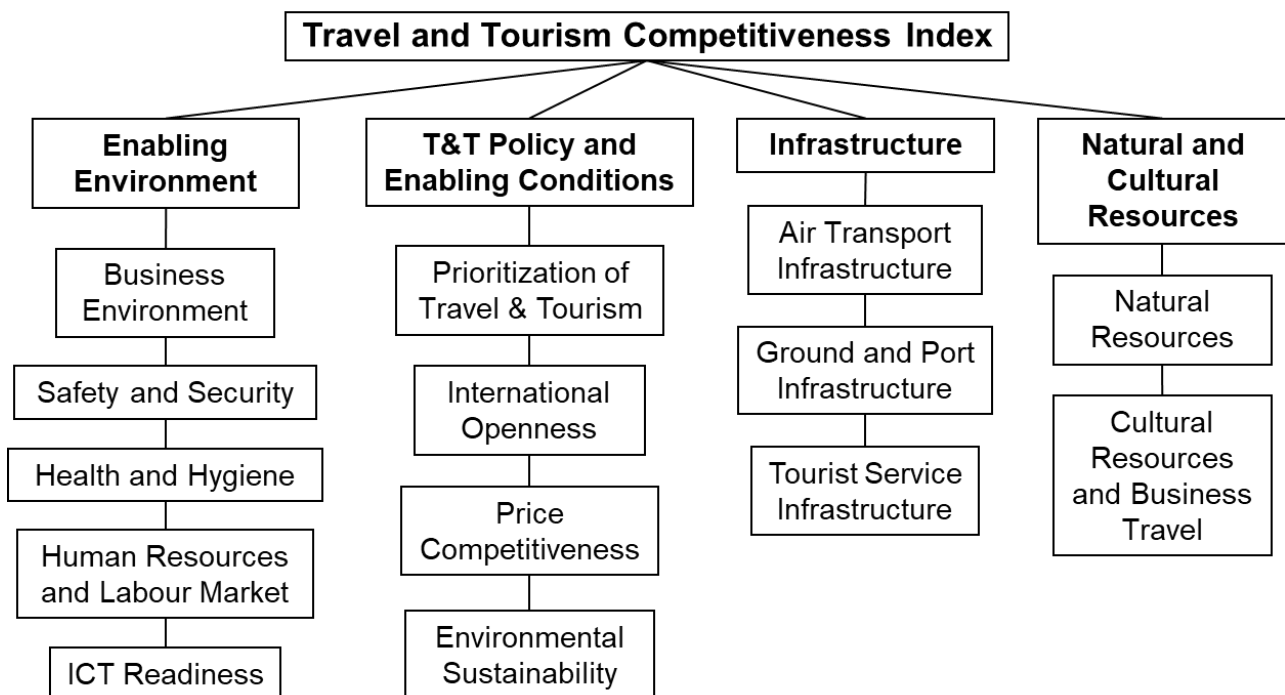 Travel and Tourism Competitiveness Index
Enabling
Environment
Business
Environment
Safety and Security
Health and Hygiene
Human Resources
and Labour Market
ICT Readiness
T&T Policy and
Enabling Conditions
Prioritization of
Travel & Tourism
International
Openness
Price
Competitiveness
Environmental
Sustainability
Infrastructure
Air Transport
Infrastructure
Ground and Port
Infrastructure
Tourist Service
Infrastructure
Natural and
Cultural
Resources
Natural
Resources
Cultural
Resources
and Business
Travel